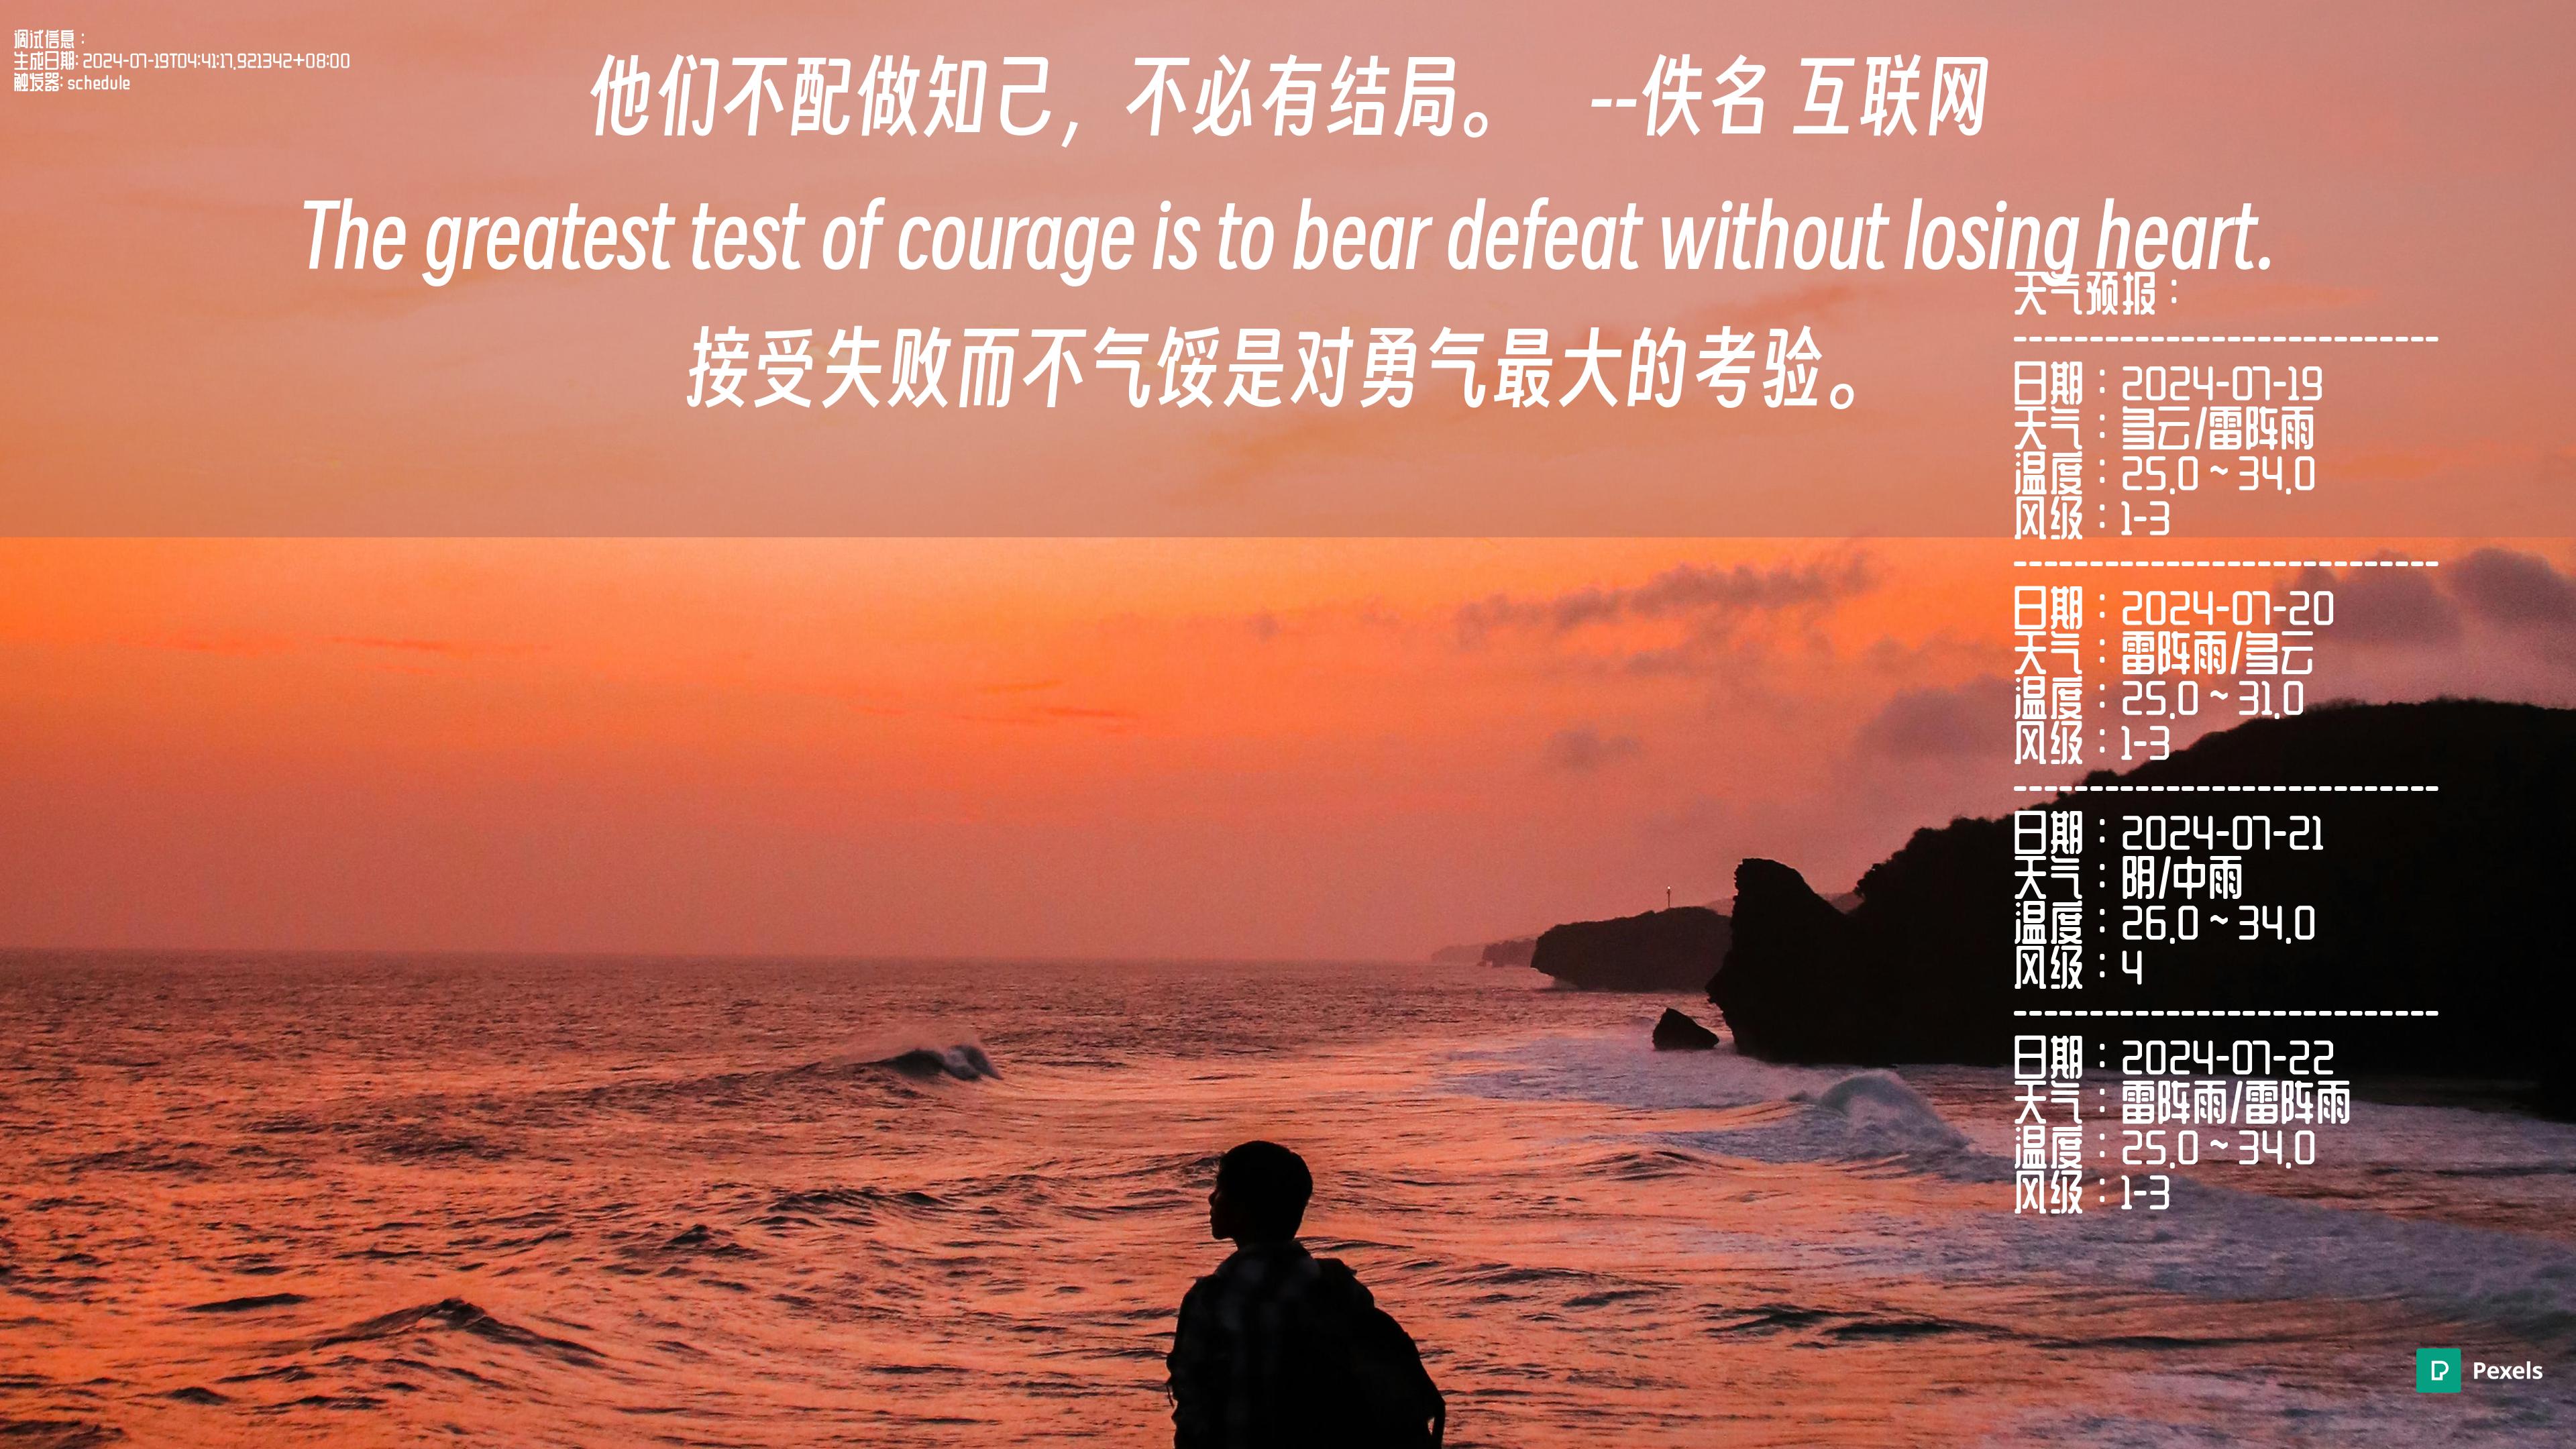 调试信息：
生成日期: 2024-07-19T04:41:17.921342+08:00
触发器: schedule
他们不配做知己，不必有结局。 --佚名 互联网
The greatest test of courage is to bear defeat without losing heart.
接受失败而不气馁是对勇气最大的考验。
天气预报：
----------------------------
日期：2024-07-19
天气：多云/雷阵雨
温度：25.0 ~ 34.0
风级：1-3
----------------------------
日期：2024-07-20
天气：雷阵雨/多云
温度：25.0 ~ 31.0
风级：1-3
----------------------------
日期：2024-07-21
天气：阴/中雨
温度：26.0 ~ 34.0
风级：4
----------------------------
日期：2024-07-22
天气：雷阵雨/雷阵雨
温度：25.0 ~ 34.0
风级：1-3
Pexels